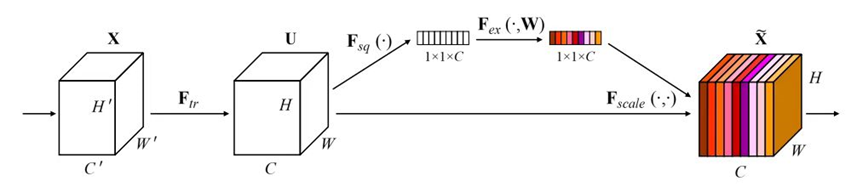 X
U
F_sq (·)
F_ex (·,W)
1×1×C
1×1×C
X̃
H′
F_tr
H
F_scale (·,·)
H
W′
W
W
C′
C
C